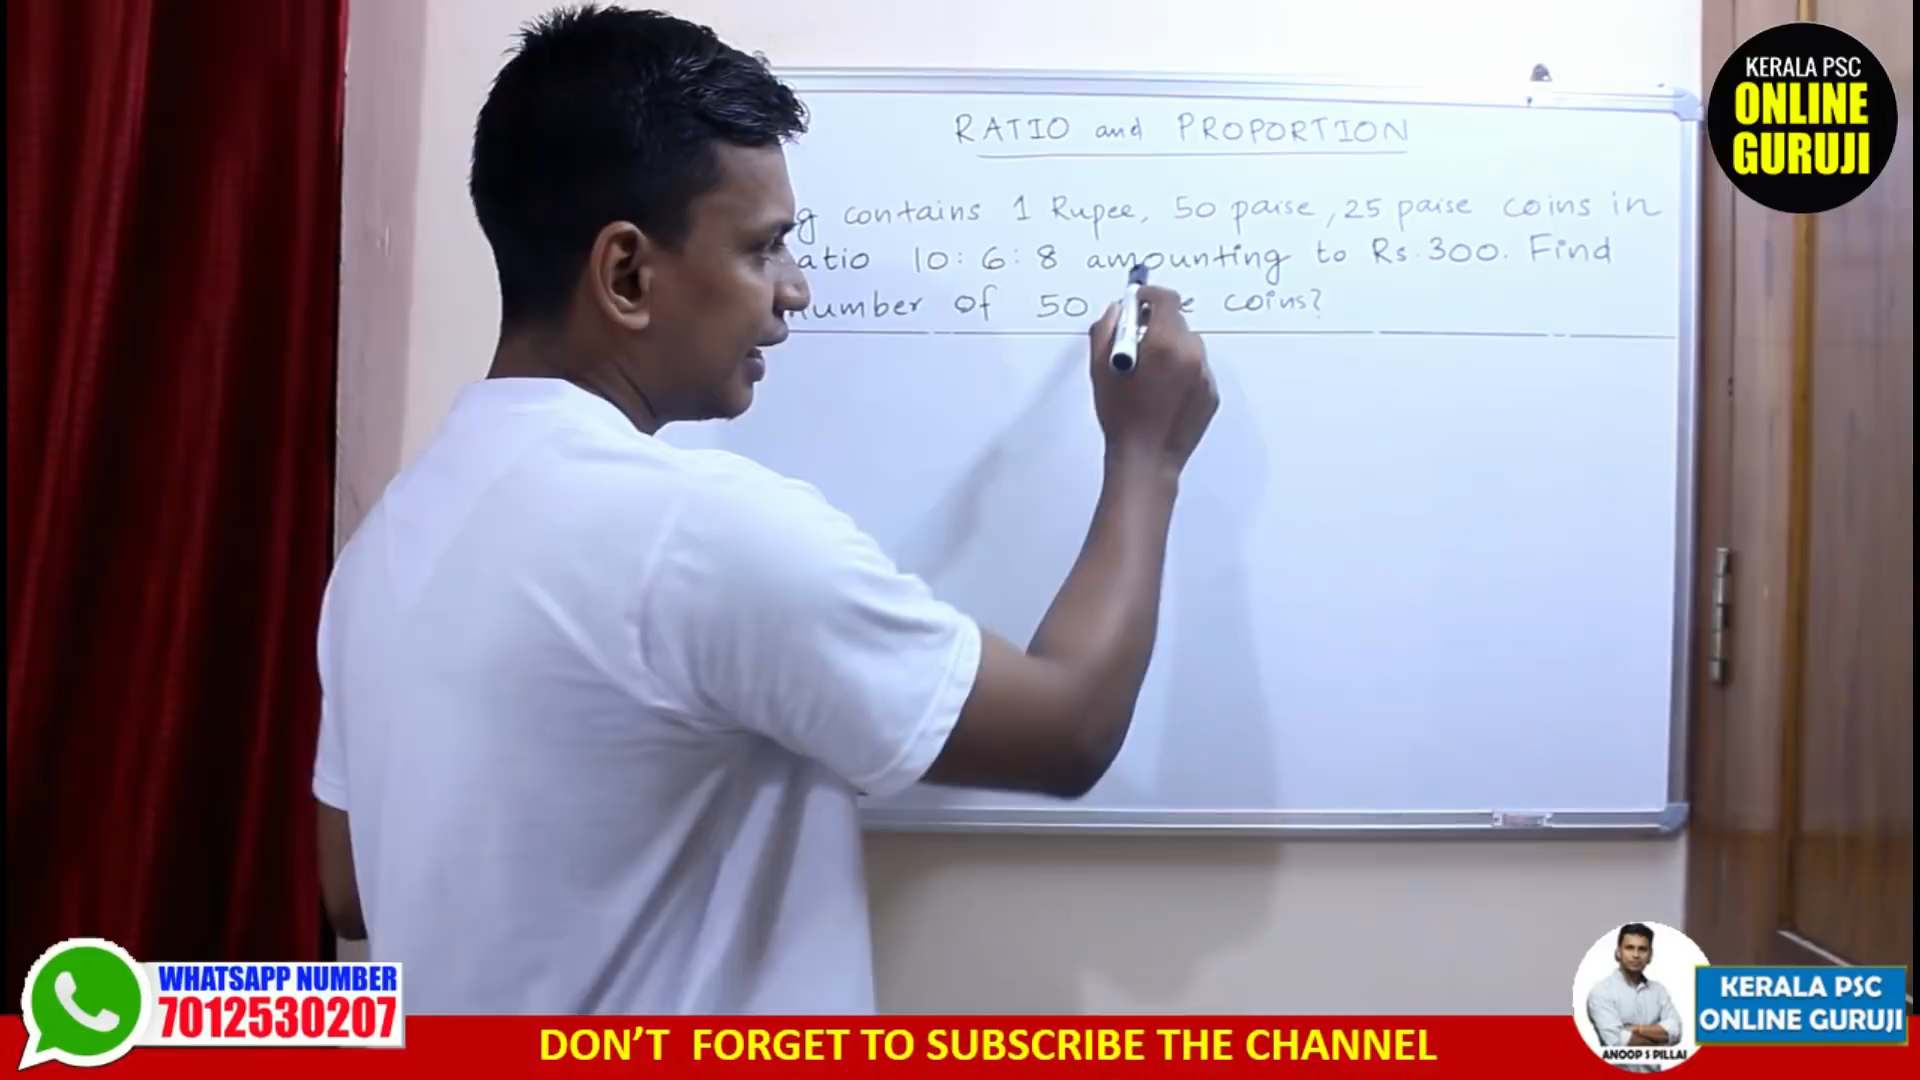 KERALA PSC
ONLINE
GURUJI
RATIO and PROPORTION
contains 1 Rupee, 50 paise, 25 paise coins in
atio 10:6:8 amounting to Rs.300. Find
number of 50 coins?
WHATSAPP NUMBER
7012530207
DON'T FORGET TO SUBSCRIBE THE CHANNEL
ANOOP S PILLAI
KERALA PSC
ONLINE GURUJI